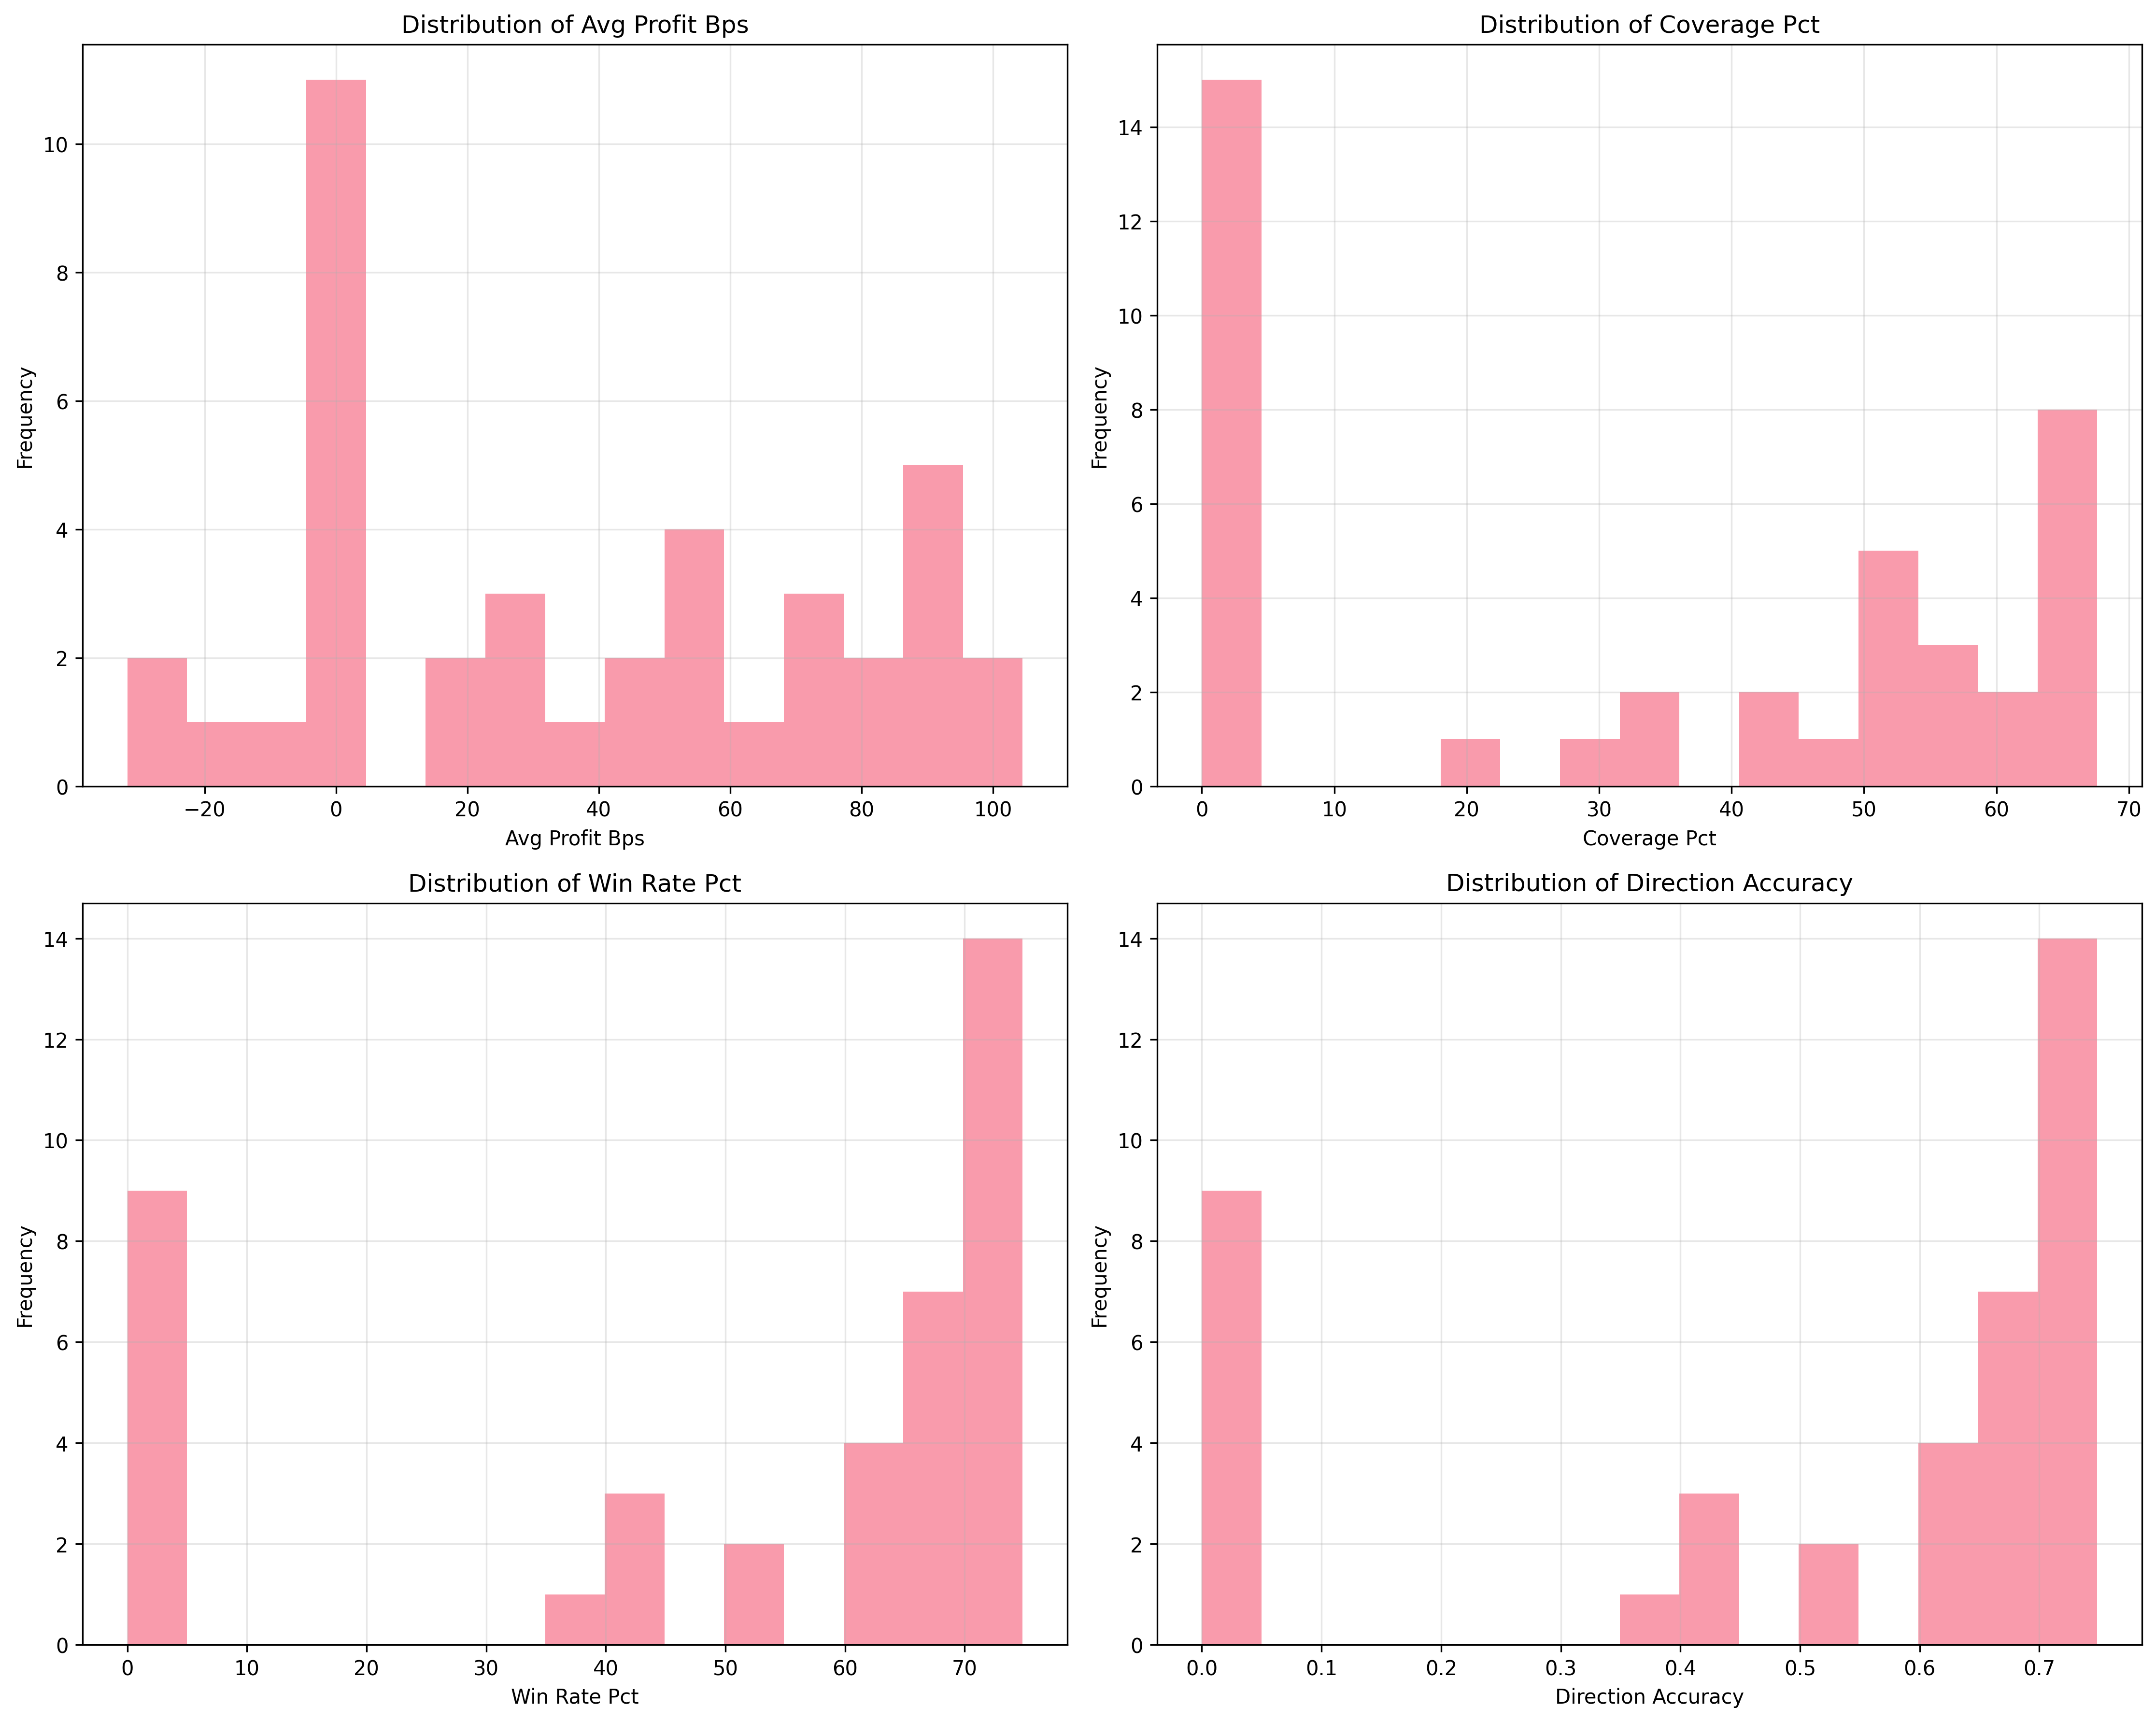 Distribution of Avg Profit Bps
10
8
6
4
2
0
Frequency
−20 0 20 40 60 80 100
Avg Profit Bps
Distribution of Coverage Pct
14
12
10
8
6
4
2
0
Frequency
0 10 20 30 40 50 60 70
Coverage Pct
Distribution of Win Rate Pct
14
12
10
8
6
4
2
0
Frequency
0 10 20 30 40 50 60 70
Win Rate Pct
Distribution of Direction Accuracy
14
12
10
8
6
4
2
0
Frequency
0.0 0.1 0.2 0.3 0.4 0.5 0.6 0.7
Direction Accuracy